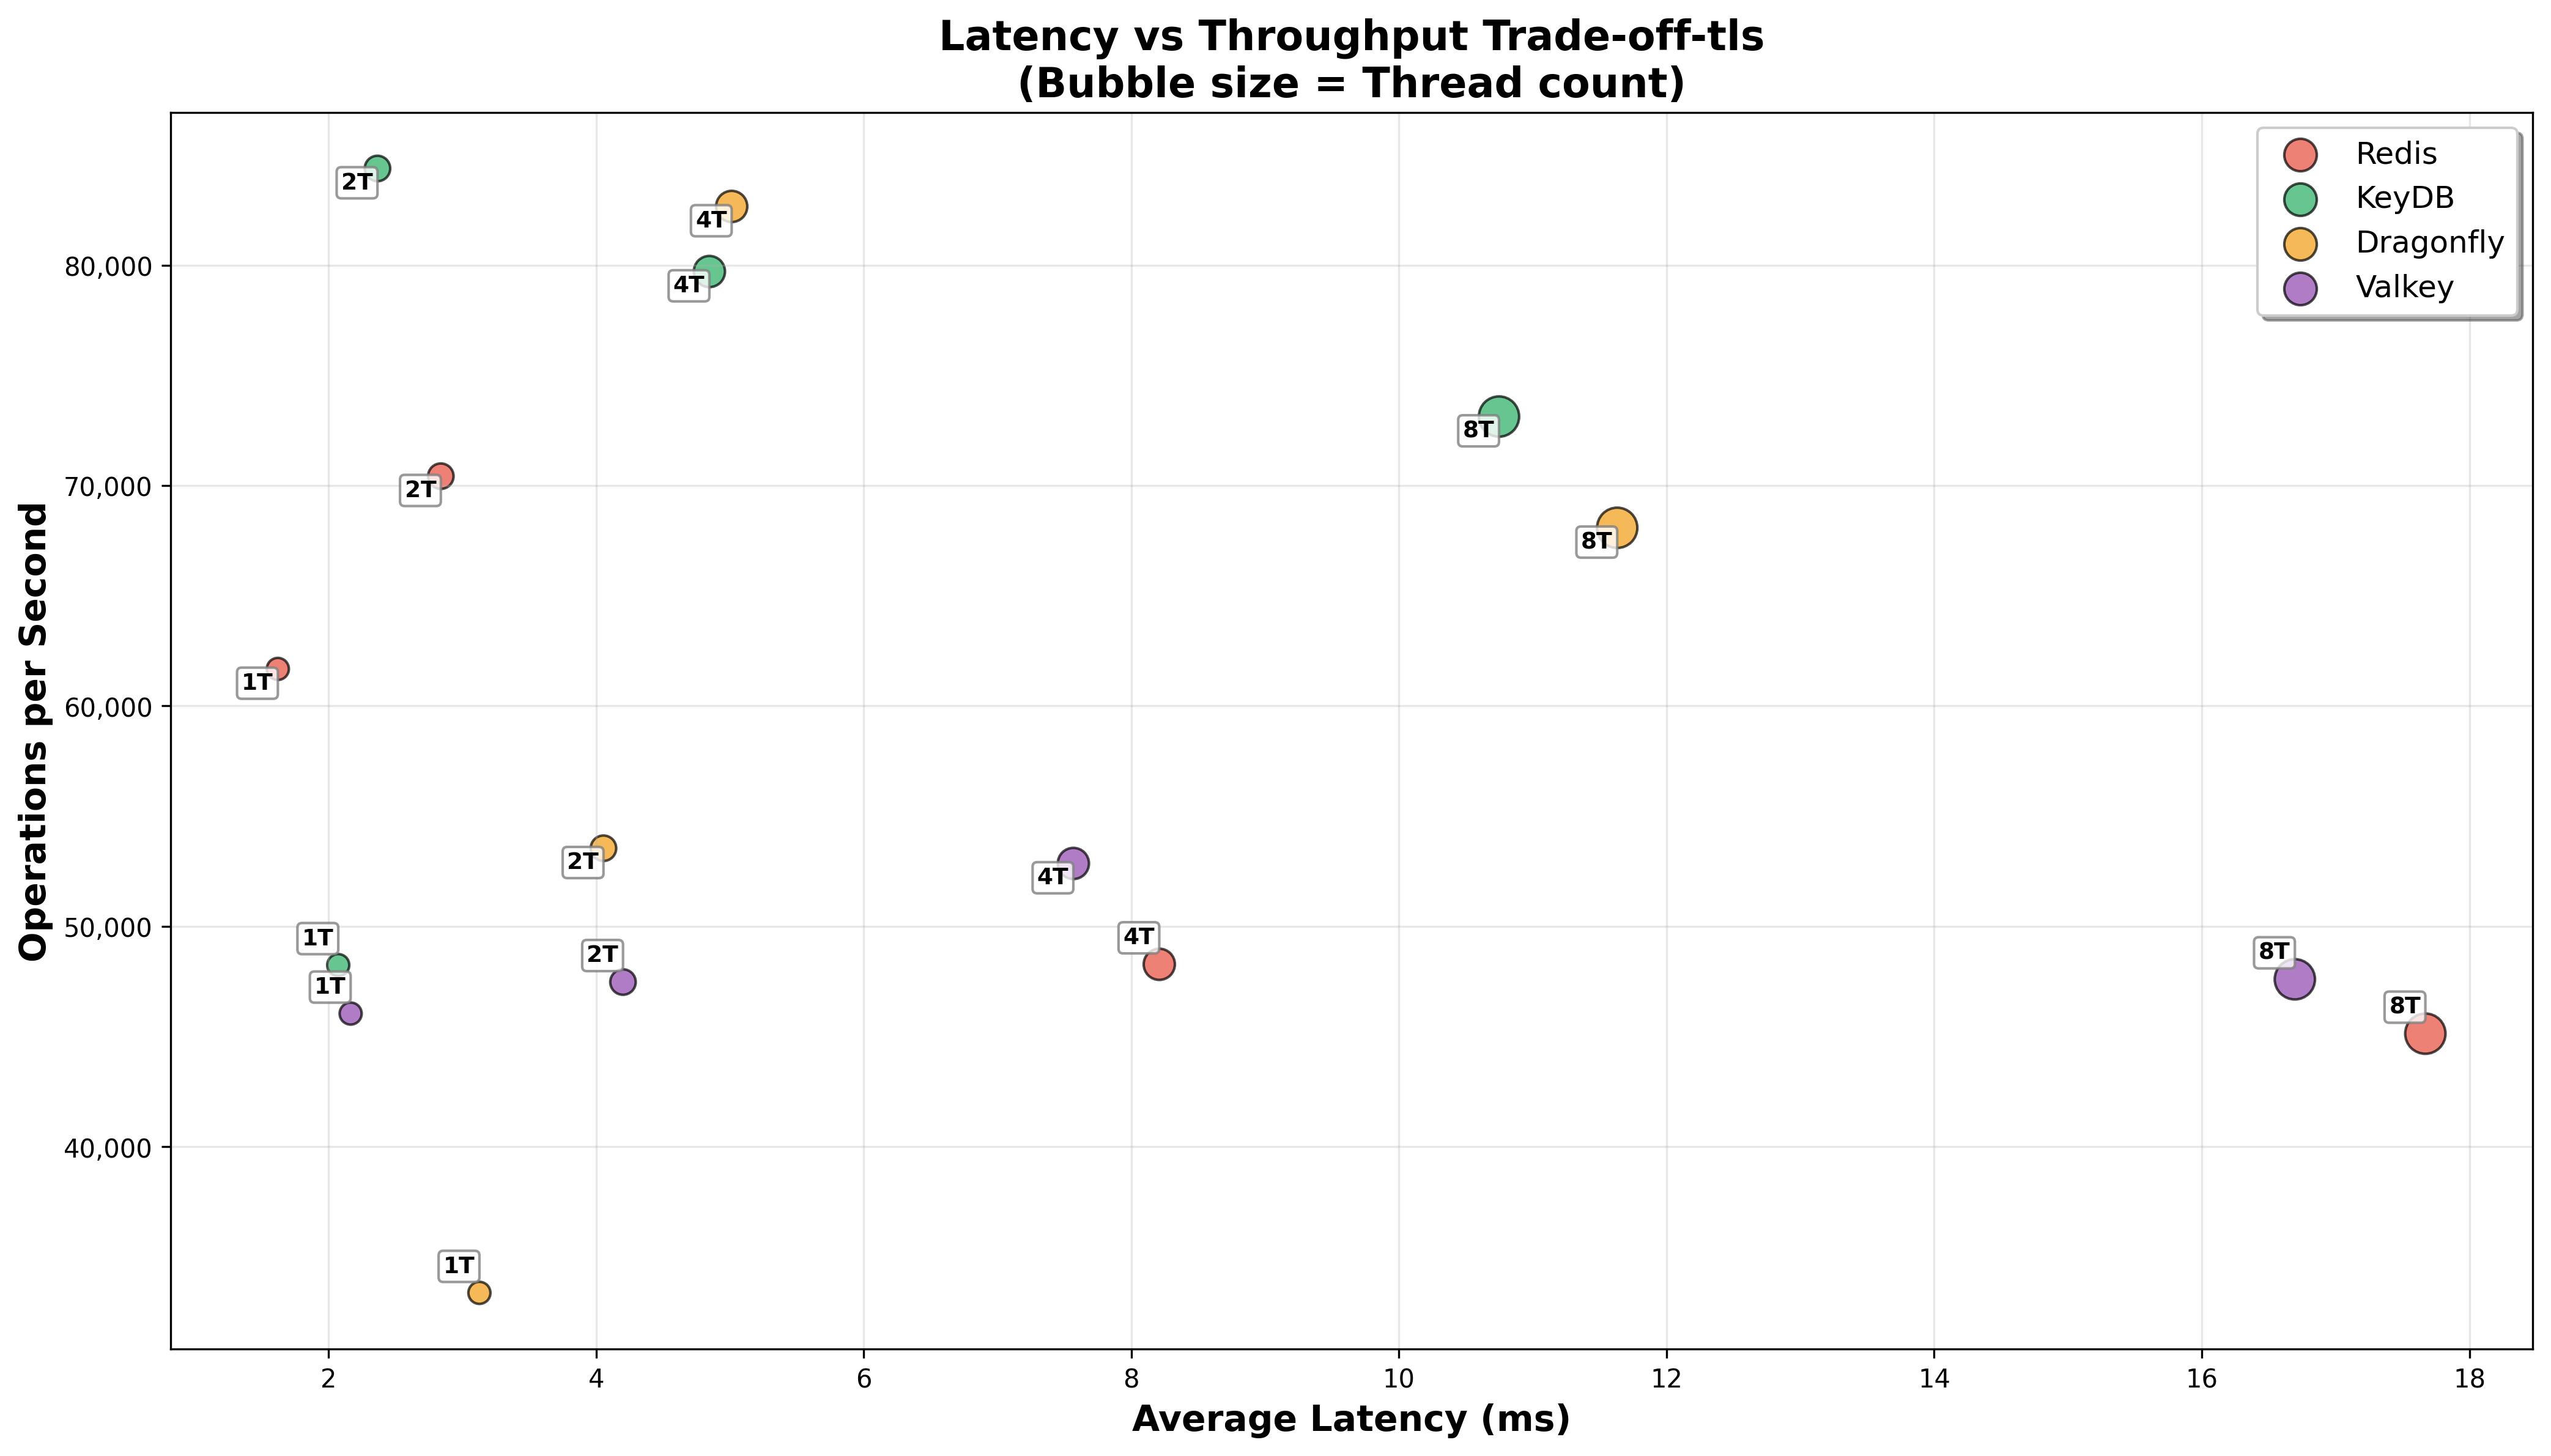 Latency vs Throughput Trade-off-tls
(Bubble size = Thread count)
Redis
KeyDB
Dragonfly
Valkey
2T
4T
4T
8T
2T
8T
1T
2T
4T
1T
4T
2T
8T
1T
8T
1T
80,000
70,000
60,000
50,000
40,000
Operations per Second
2
4
6
8
10
12
14
16
18
Average Latency (ms)